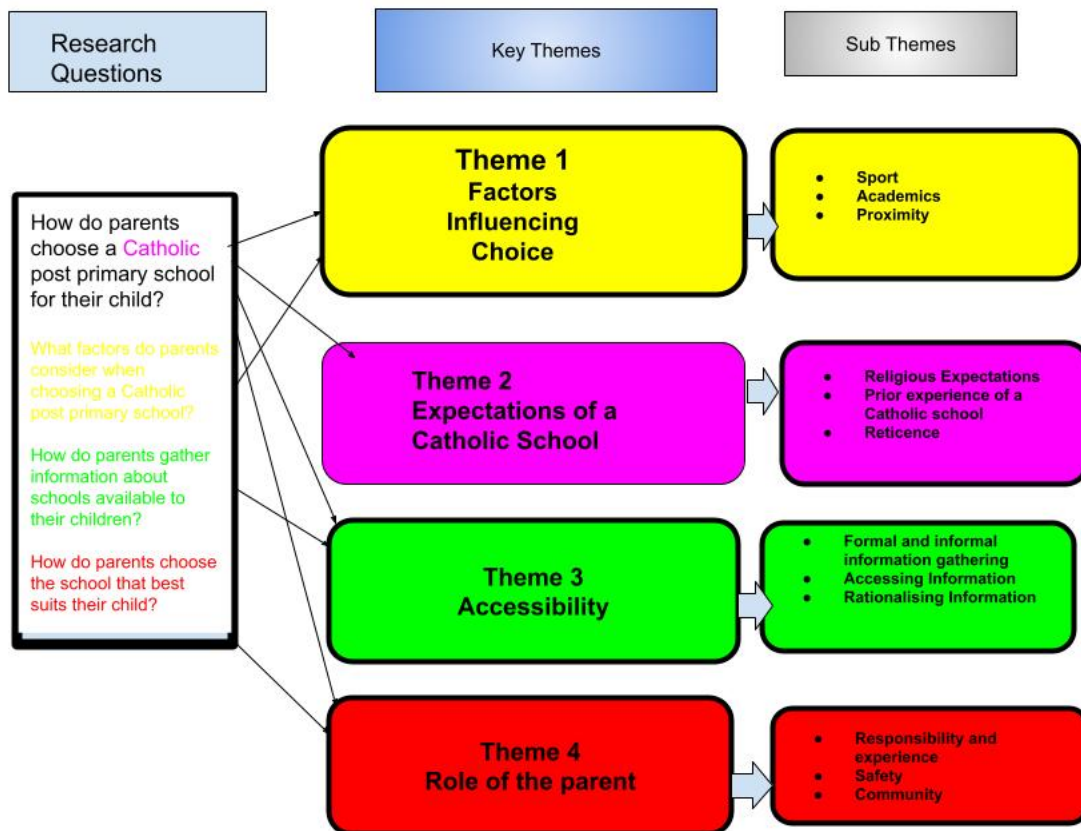 Research
Questions
Key Themes
Sub Themes
How do parents
choose a Catholic
post primary school
for their child?
What factors do parents
consider when
choosing a Catholic
post primary school?
How do parents gather
information about
schools available to
their children?
How do parents choose
the school that best
suits their child?
Theme 1
Factors
Influencing
Choice
● Sport
● Academics
● Proximity
Theme 2
Expectations of a
Catholic School
● Religious Expectations
● Prior experience of a
Catholic school
● Reticence
Theme 3
Accessibility
● Formal and informal
information gathering
● Accessing Information
● Rationalising Information
Theme 4
Role of the parent
● Responsibility and
experience
● Safety
● Community